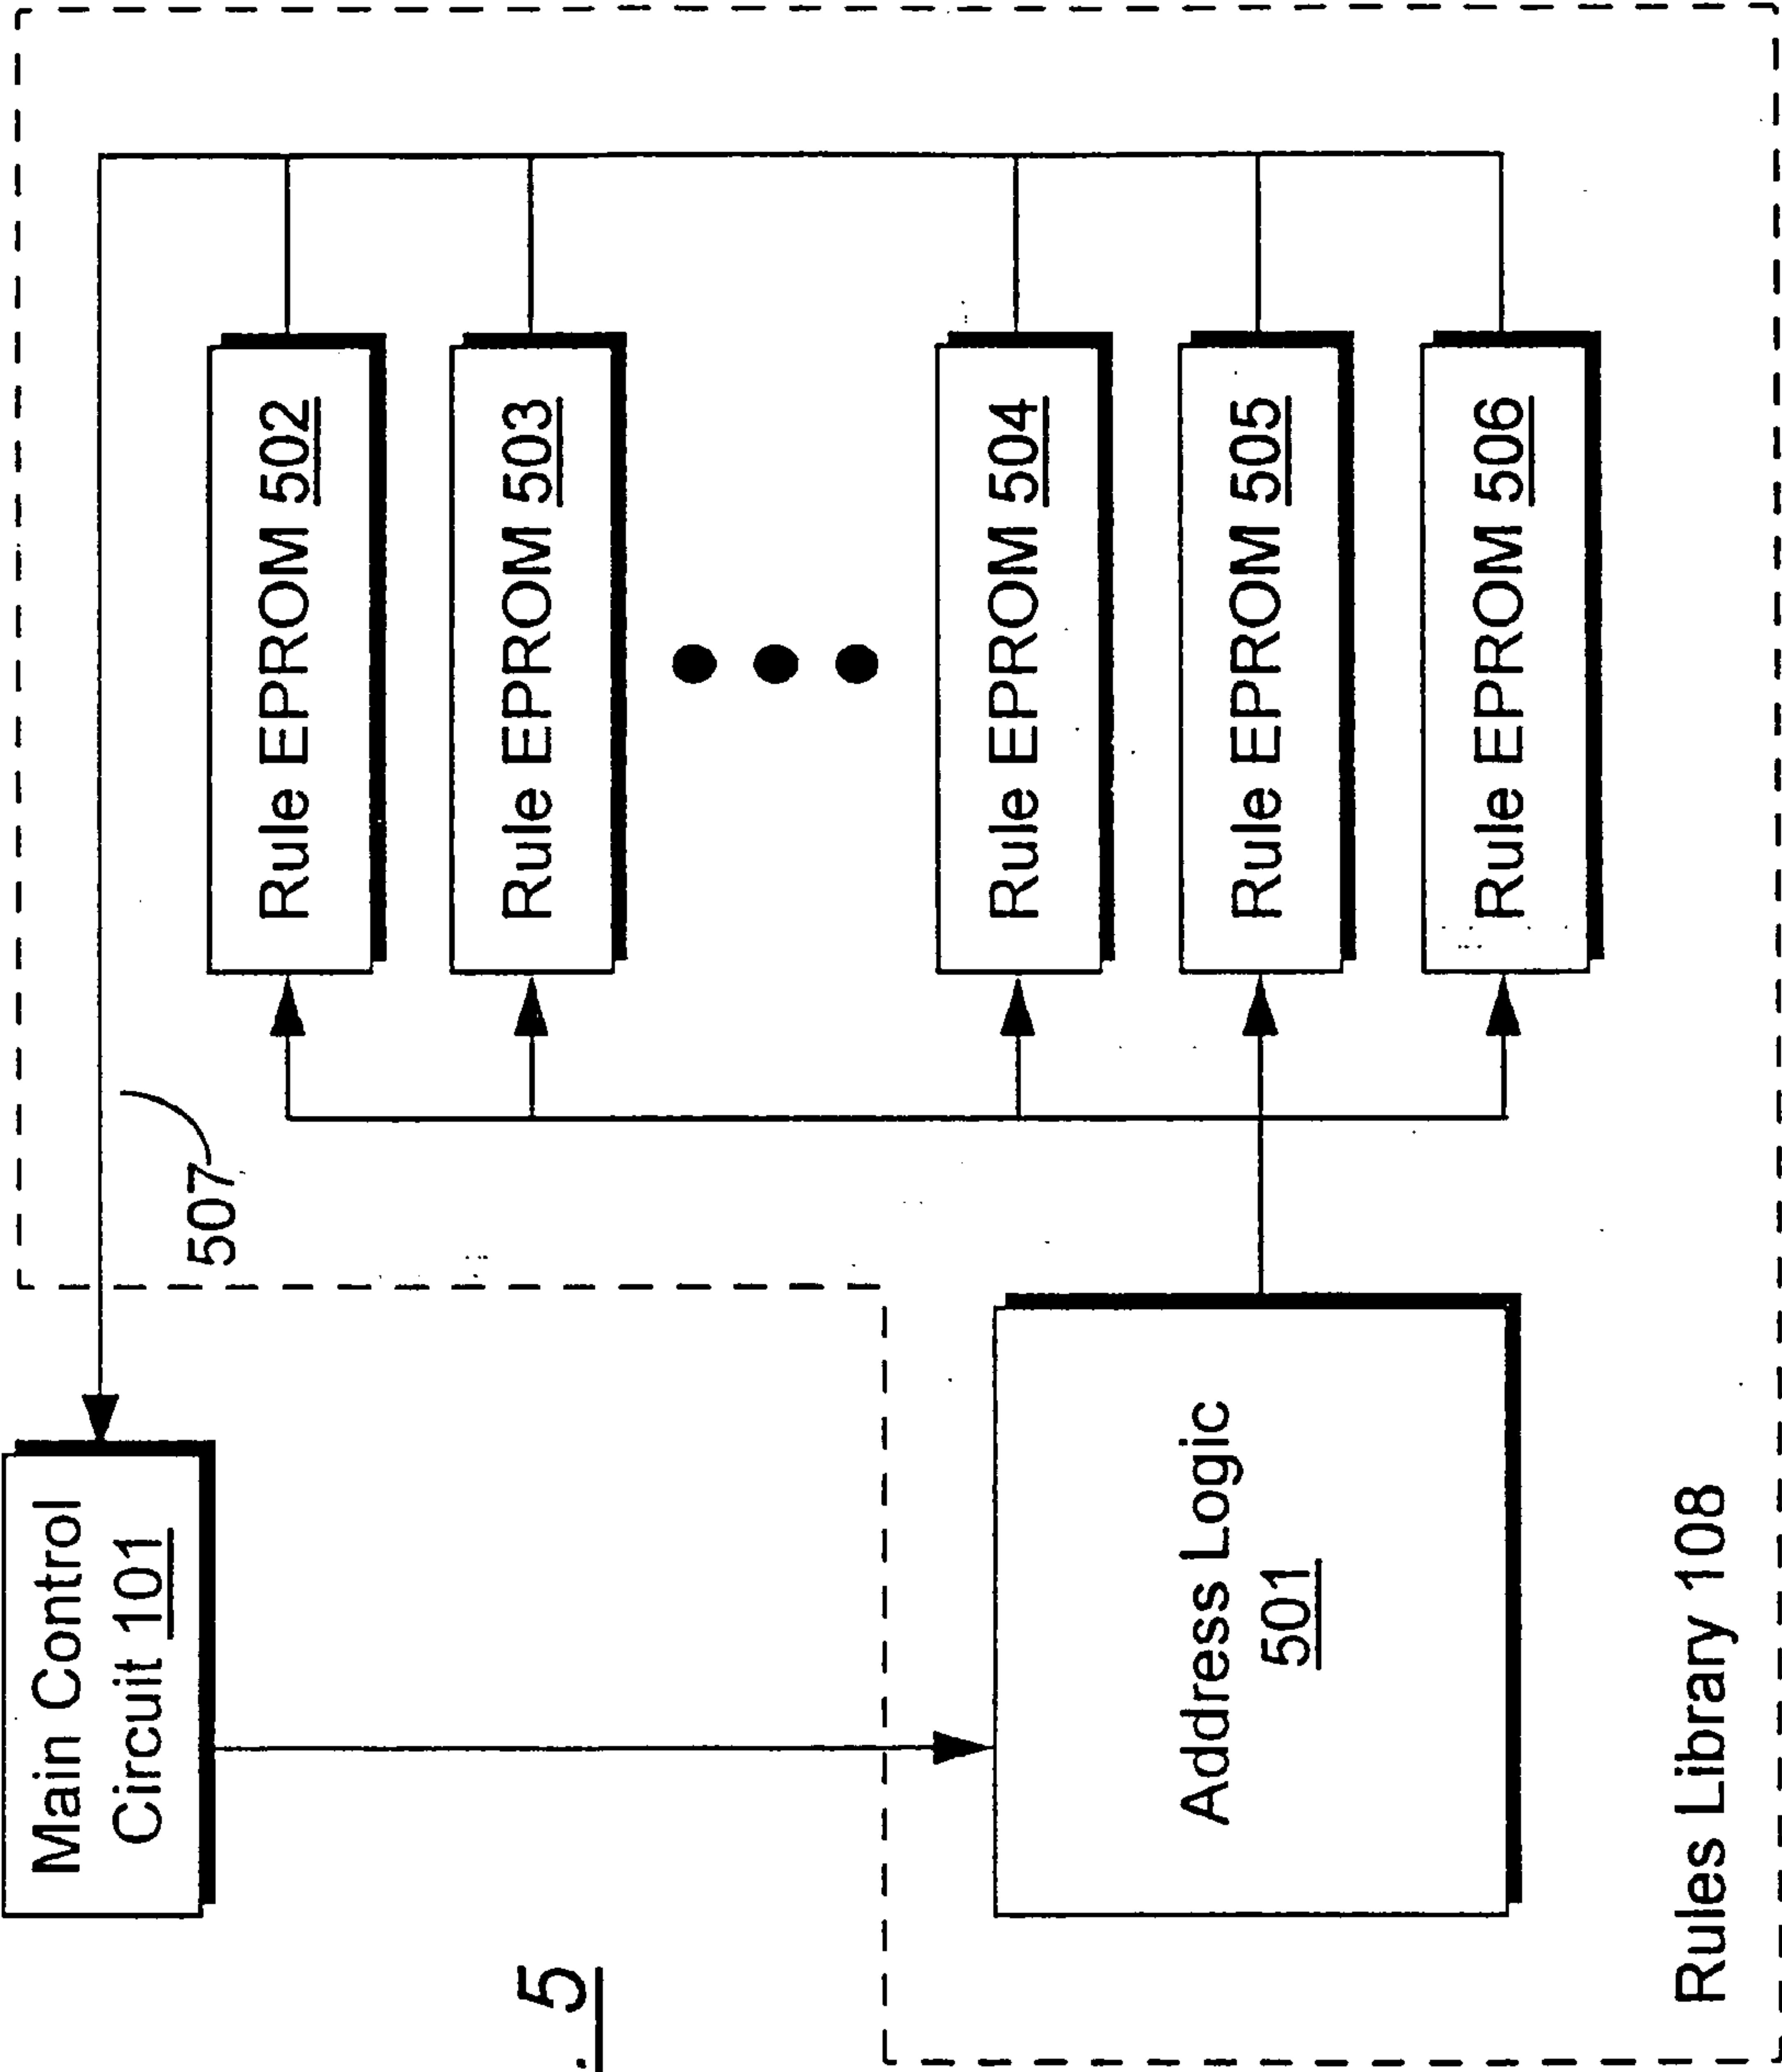 Main Control
Circuit 101
507
Rule EPROM 502
Rule EPROM 503
Rule EPROM 504
Rule EPROM 505
Rule EPROM 506
Address Logic
501
Rules Library 108
. 5